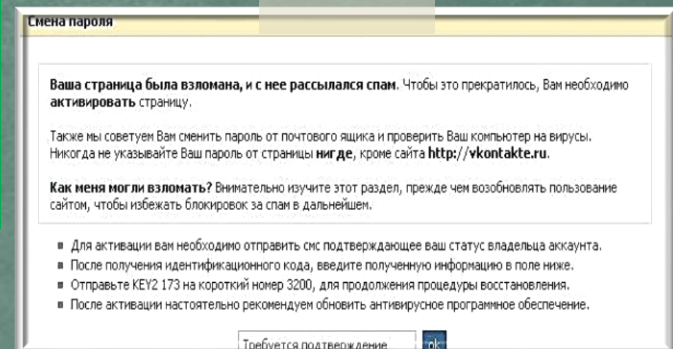 Смена пароля
Ваша страница была взломана, и с нее рассылался спам. Чтобы это прекратилось, Вам необходимо
активировать страницу.
Также мы советуем Вам сменить пароль от почтового ящика и проверить Ваш компьютер на вирусы.
Никогда не указывайте Ваш пароль от страницы нигде, кроме сайта http://vkontakte.ru.
Как меня могли взломать? Внимательно изучите этот раздел, прежде чем возобновлять пользование
сайтом, чтобы избежать блокировок за спам в дальнейшем.
Для активации вам необходимо отправить смс подтверждающее ваш статус владельца аккаунта.
После получения идентификационного кода, введите полученную информацию в поле ниже.
Отправьте KEY2 173 на короткий номер 3200, для продолжения процедуры восстановления.
После активации настоятельно рекомендуем обновить антивирусное программное обеспечение.
Требуется подтверждение ok